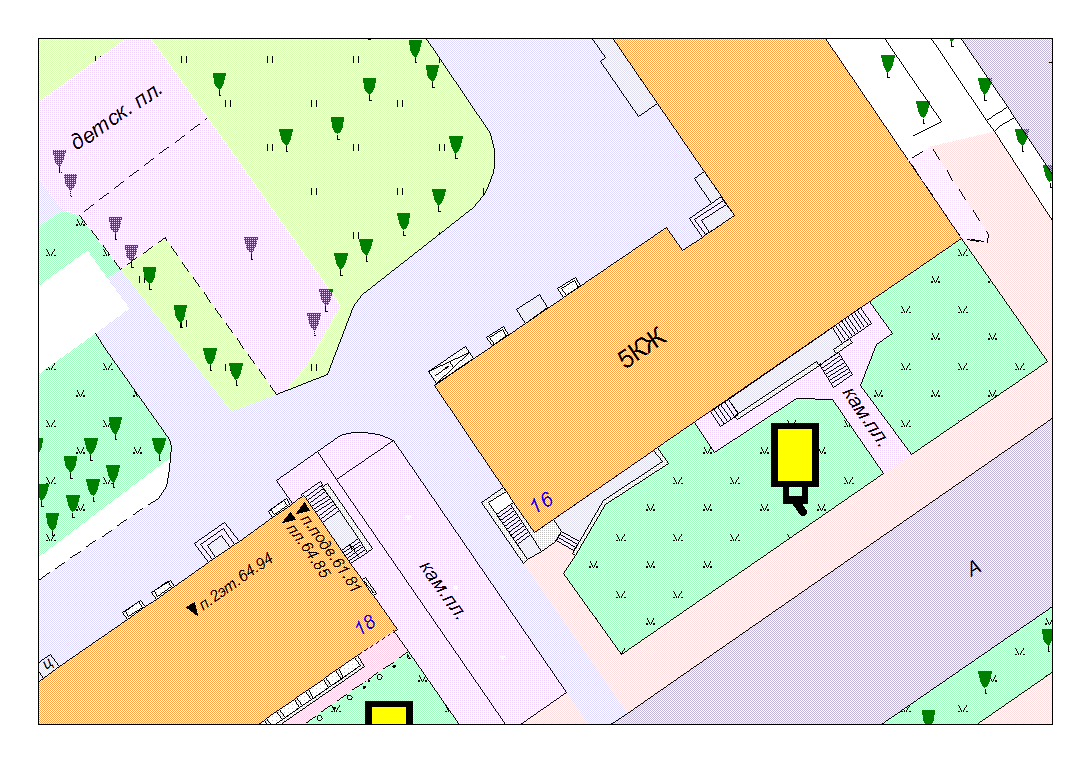 детск. пл.
5КЖ
кам.пл.
16
п.подв.61.81
пл.64.85
п.2эт.64.94
кам.пл.
18
А
ц